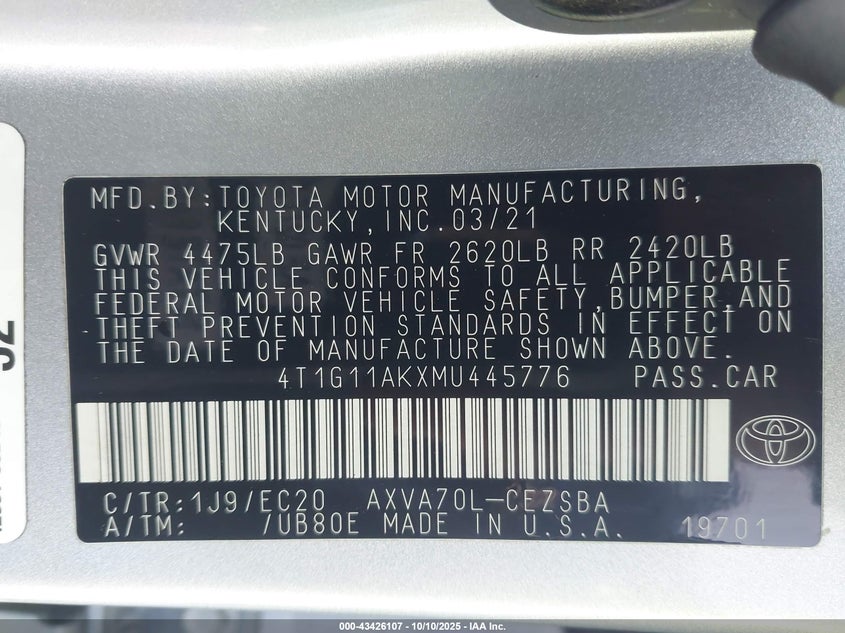 MFD. BY: TOYOTA MOTOR MANUFACTURING,
KENTUCKY, INC. 03/21
GVWR 4475LB GAWR FR 2620LB RR 2420LB
THIS VEHICLE CONFORMS TO ALL APPLICABLE
FEDERAL MOTOR VEHICLE SAFETY, BUMPER, AND
THEFT PREVENTION STANDARDS IN EFFECT ON
THE DATE OF MANUFACTURE SHOWN ABOVE.
4T1G11AKXMU445776 PASS. CAR
C/TR: 1J9/EC20 AXVA70L-CEZSBA
A/TM: /UB80E MADE IN U.S.A. 19701
000-43426107 - 10/10/2025 - IAA Inc.